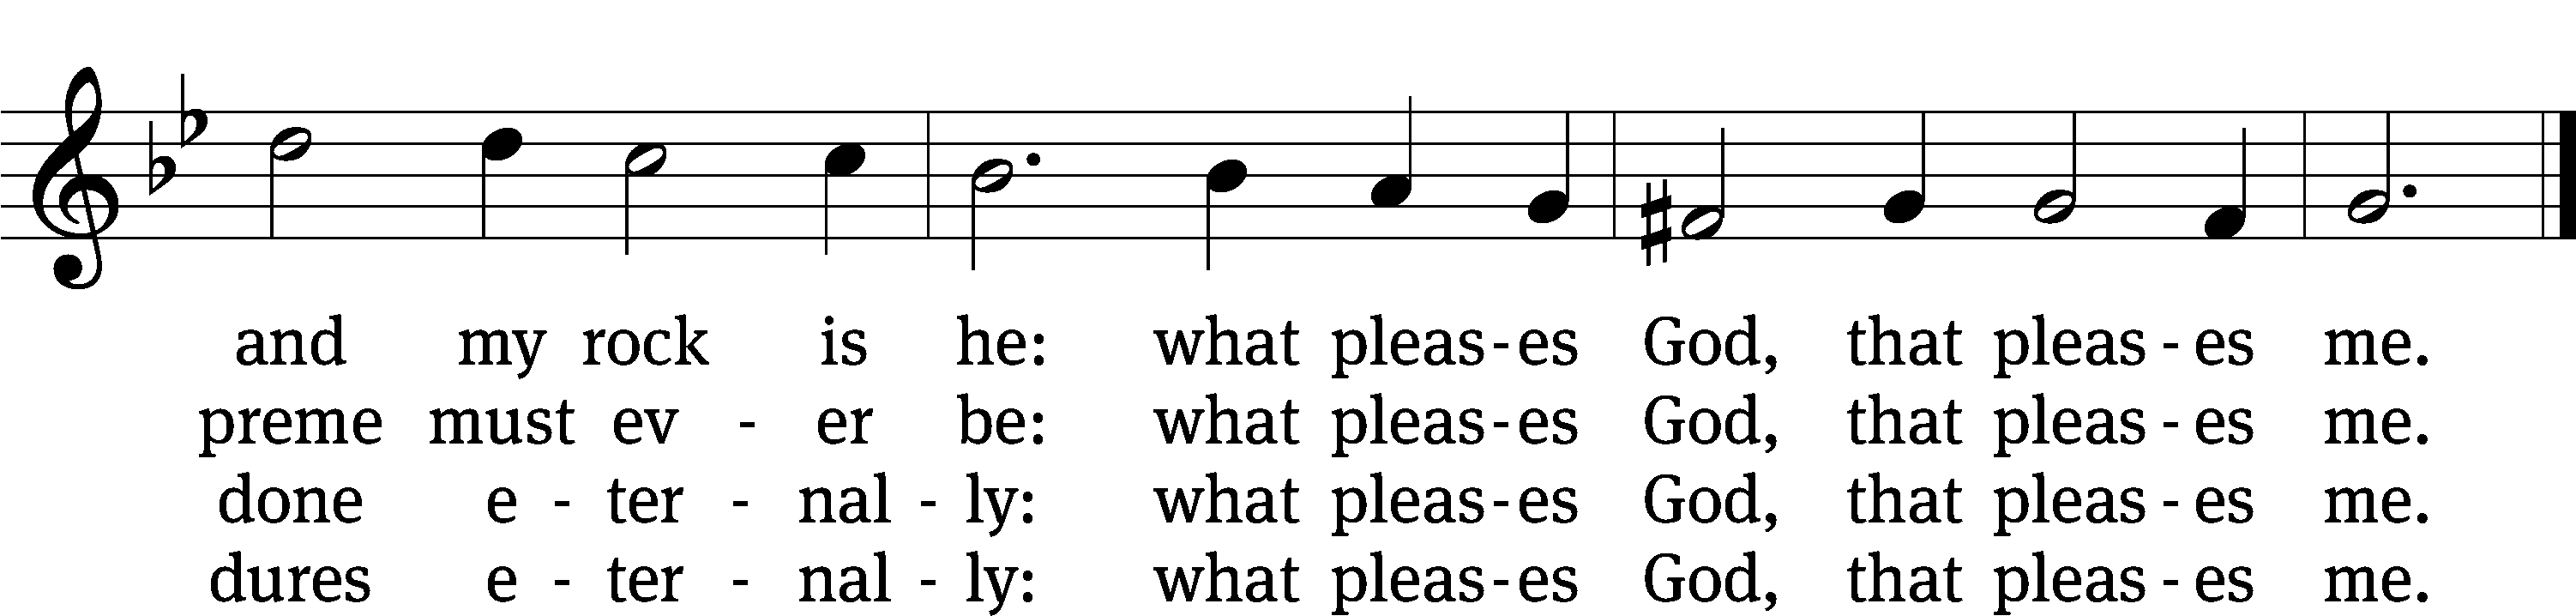 and my rock is he: what pleas - es God, that pleas - es me.
preme must ev - er be: what pleas - es God, that pleas - es me.
done e - ter - nal - ly: what pleas - es God, that pleas - es me.
dures e - ter - nal - ly: what pleas - es God, that pleas - es me.